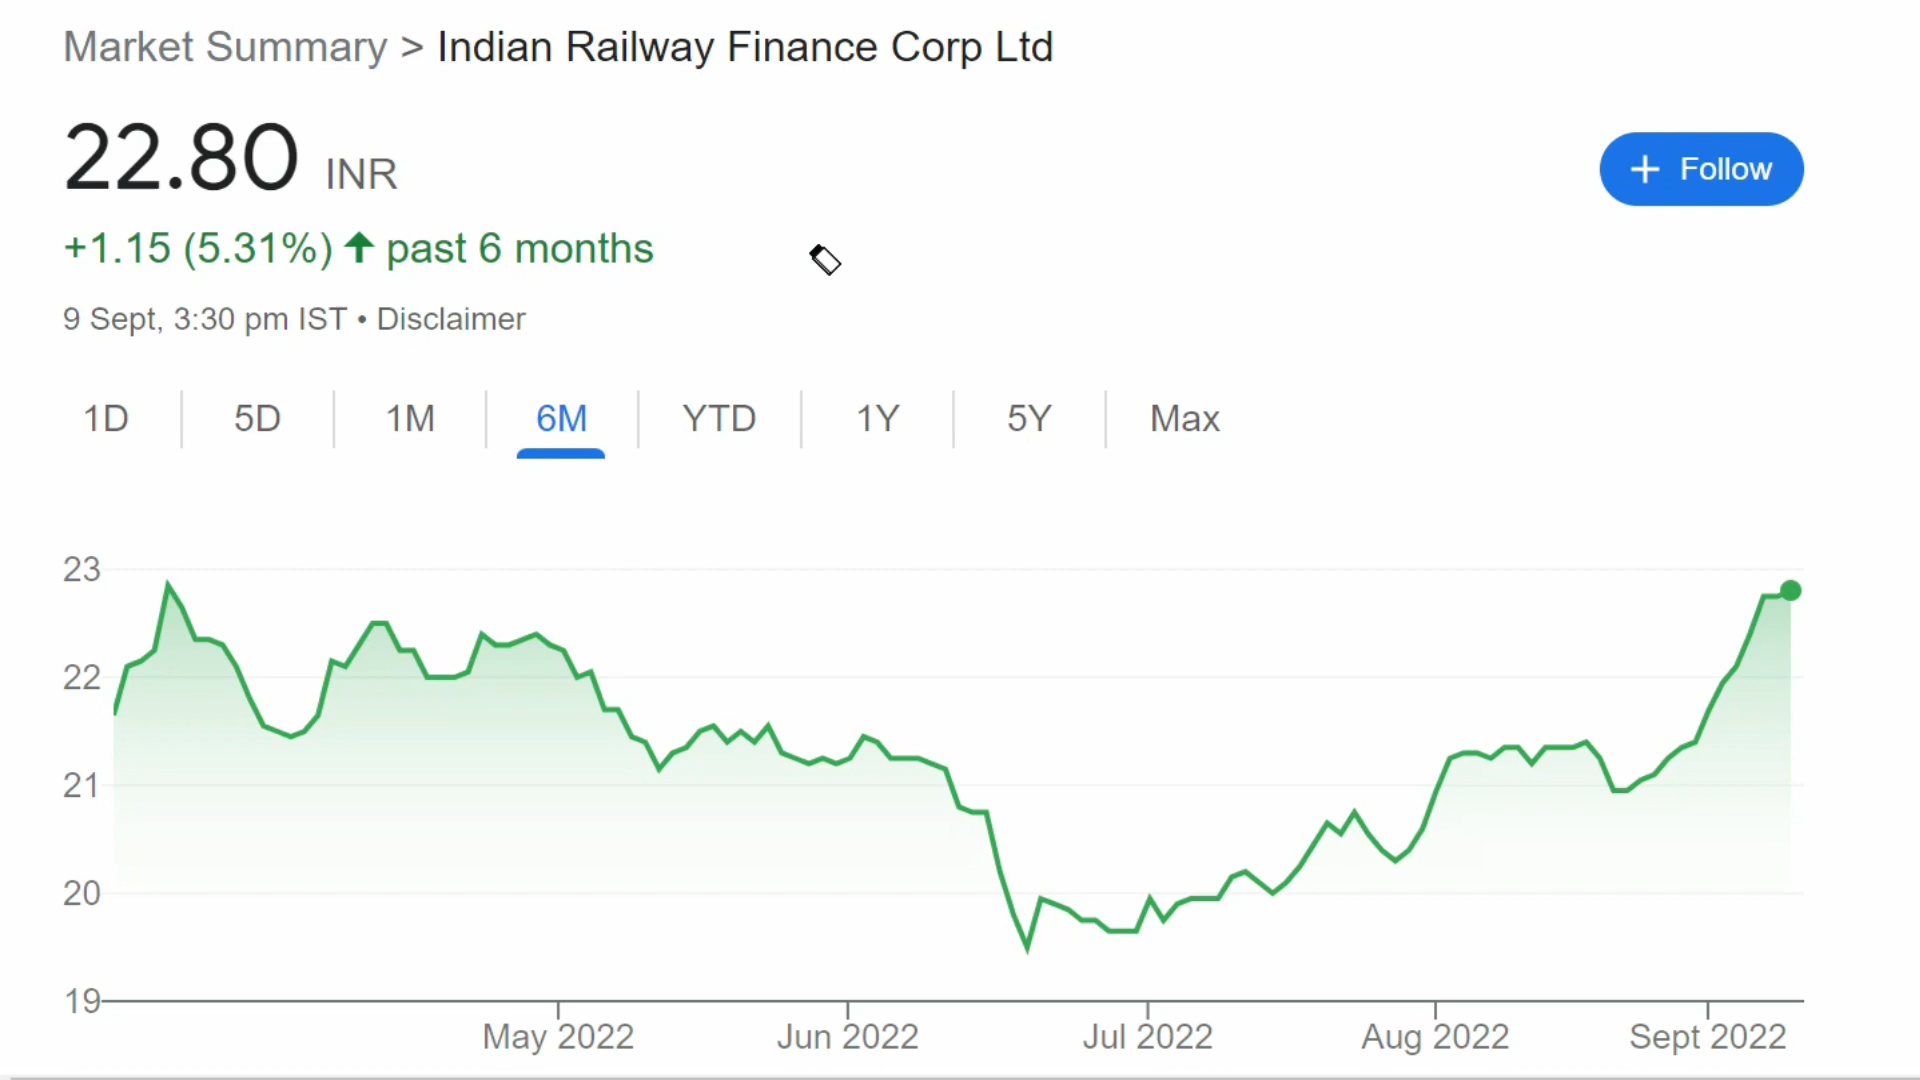 Market Summary > Indian Railway Finance Corp Ltd
22.80 INR
+ Follow
+1.15 (5.31%) ↑ past 6 months
9 Sept, 3:30 pm IST • Disclaimer
1D 5D 1M 6M YTD 1Y 5Y Max
23
22
21
20
19
May 2022 Jun 2022 Jul 2022 Aug 2022 Sept 2022